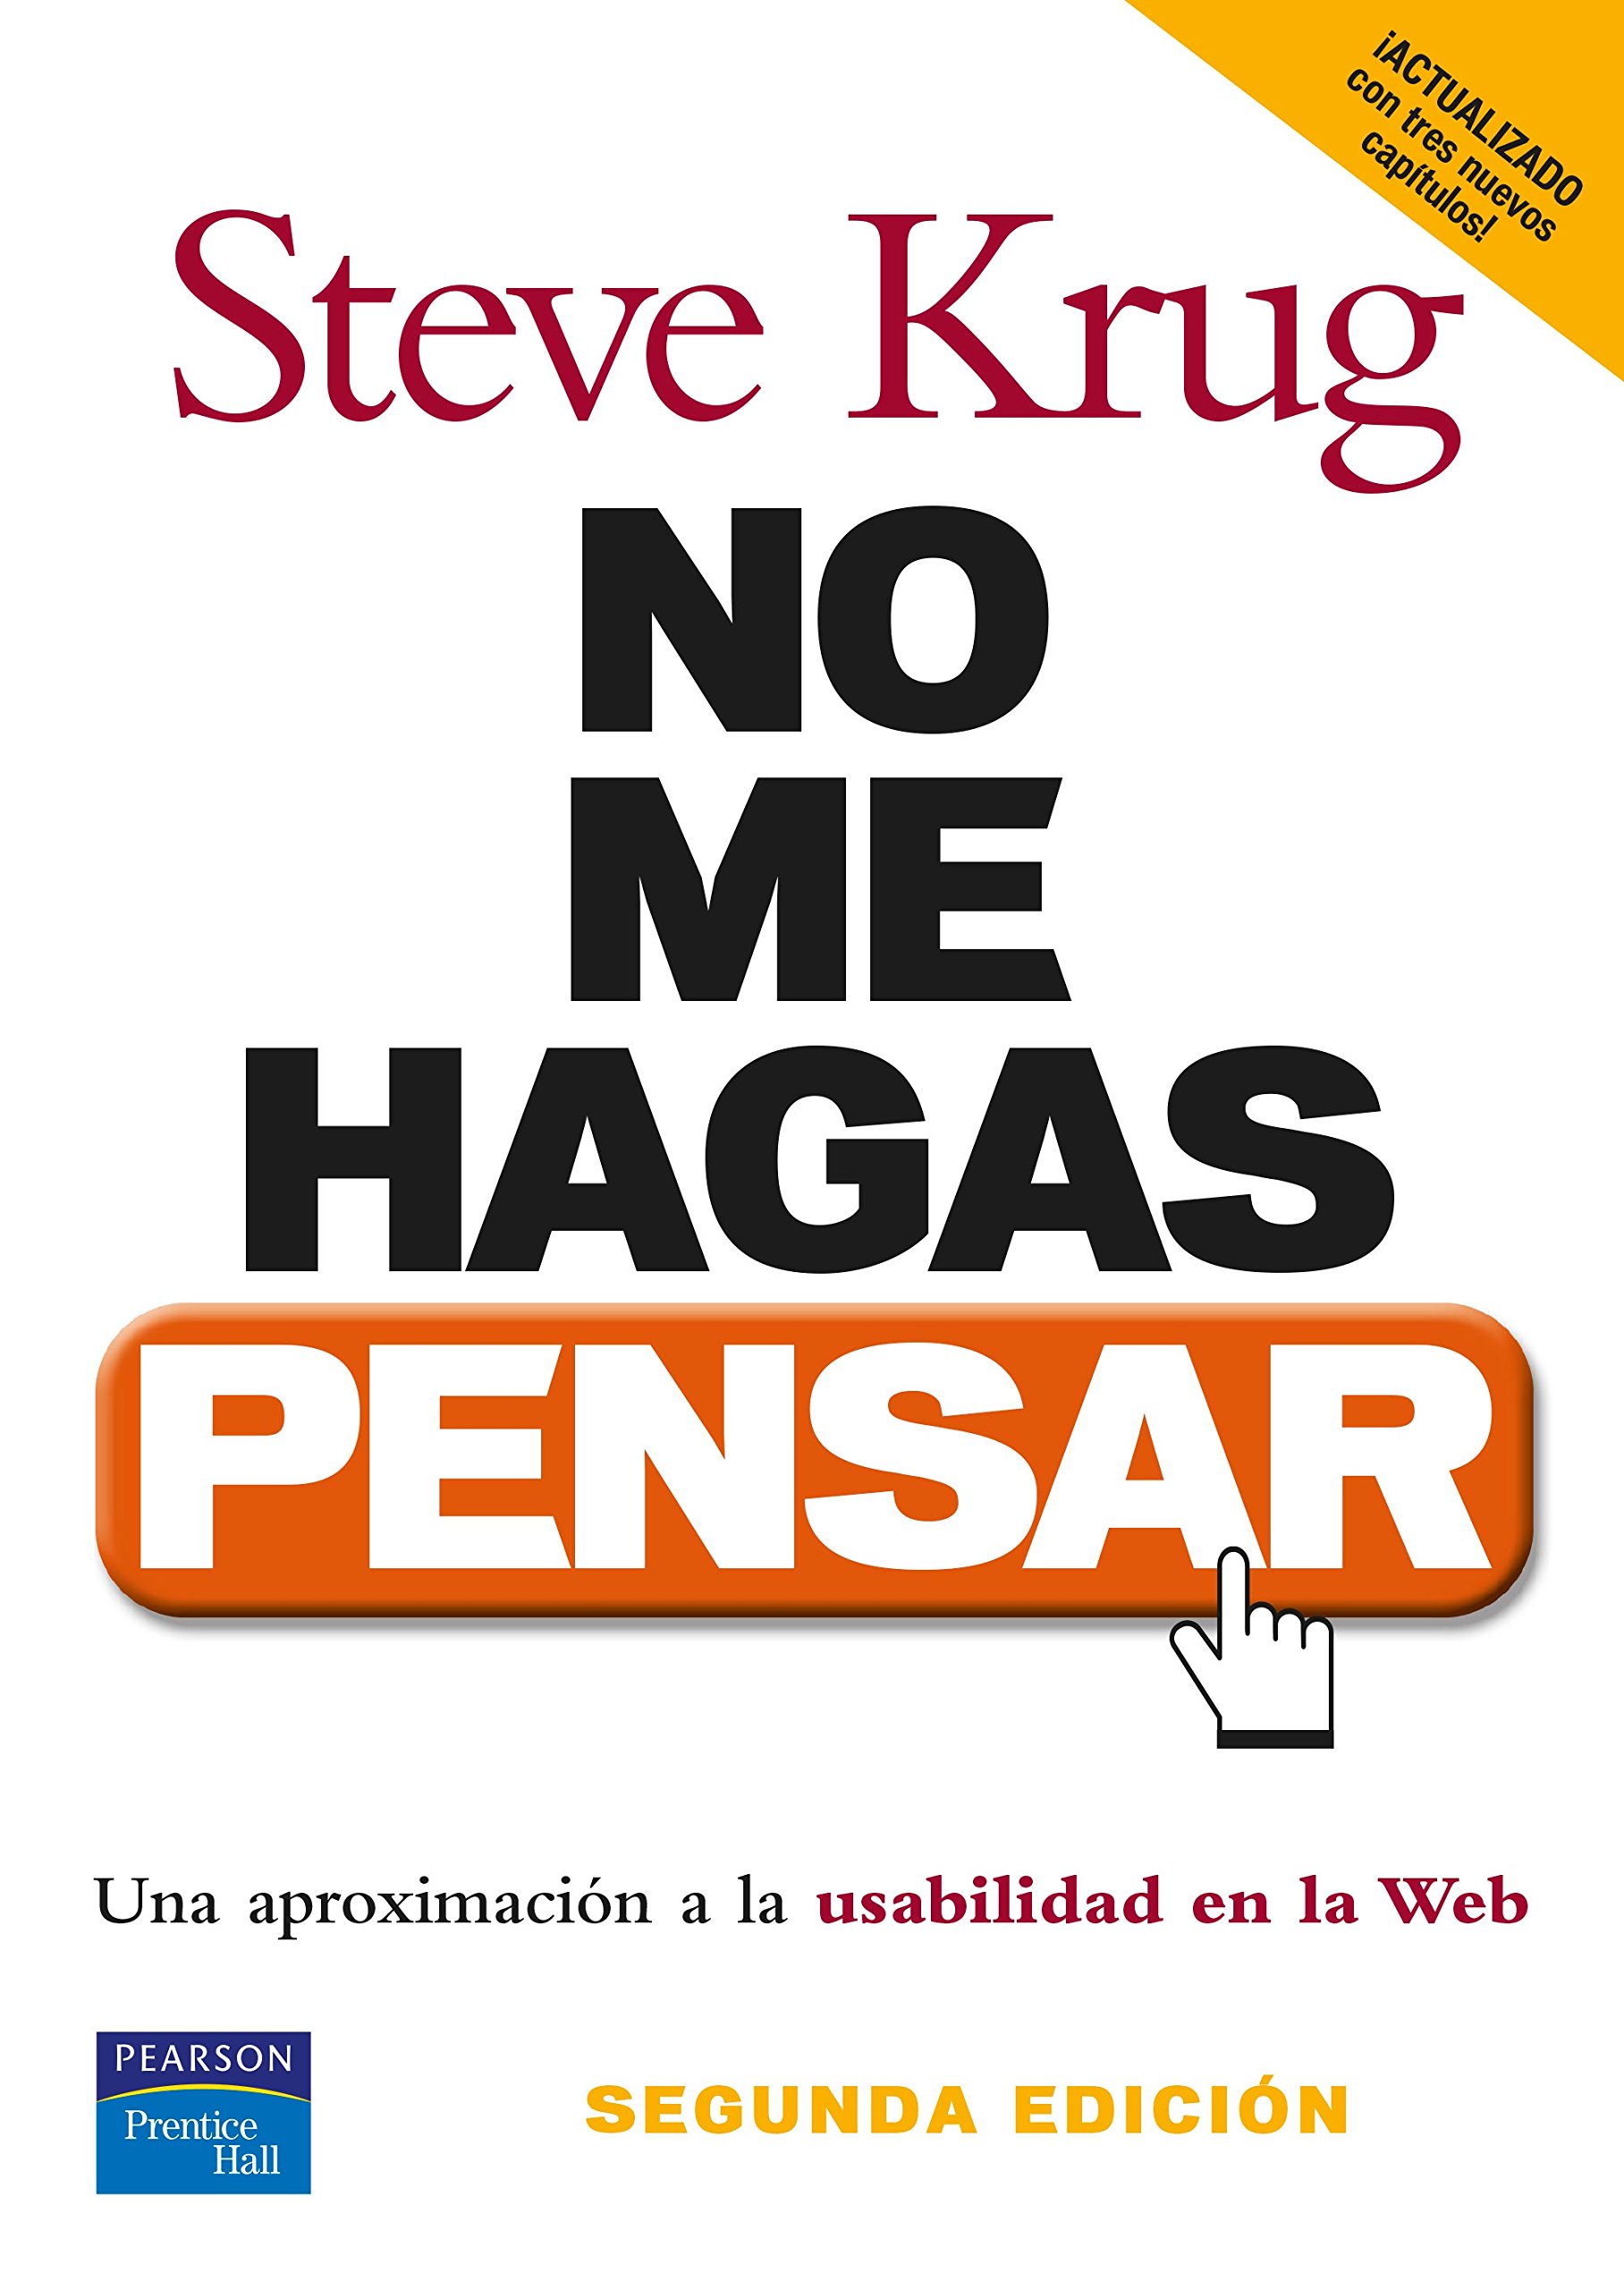 ¡ACTUALIZADO
con tres nuevos
capítulos!
Steve Krug
NO
ME
HAGAS
PENSAR
Una aproximación a la usabilidad en la Web
PEARSON
Prentice
Hall
SEGUNDA EDICIÓN